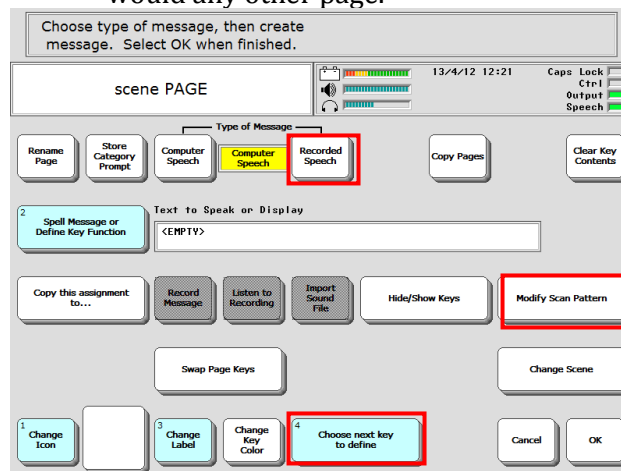 would any other page.
Choose type of message, then create
message. Select OK when finished.
scene PAGE
13/4/12 12:21
Caps Lock
Ctrl
Output
Speech
Type of Message
Rename
Page
Store
Category
Prompt
Computer
Speech
Computer
Speech
Recorded
Speech
Copy Pages
Clear Key
Contents
2
Spell Message or
Define Key Function
Text to Speak or Display
<EMPTY>
Copy this assignment
to...
Record
Message
Listen to
Recording
Import
Sound
File
Hide/Show Keys
Modify Scan Pattern
Swap Page Keys
Change Scene
1
Change
Icon
3
Change
Label
Change
Key
Color
4
Choose next key
to define
Cancel
OK